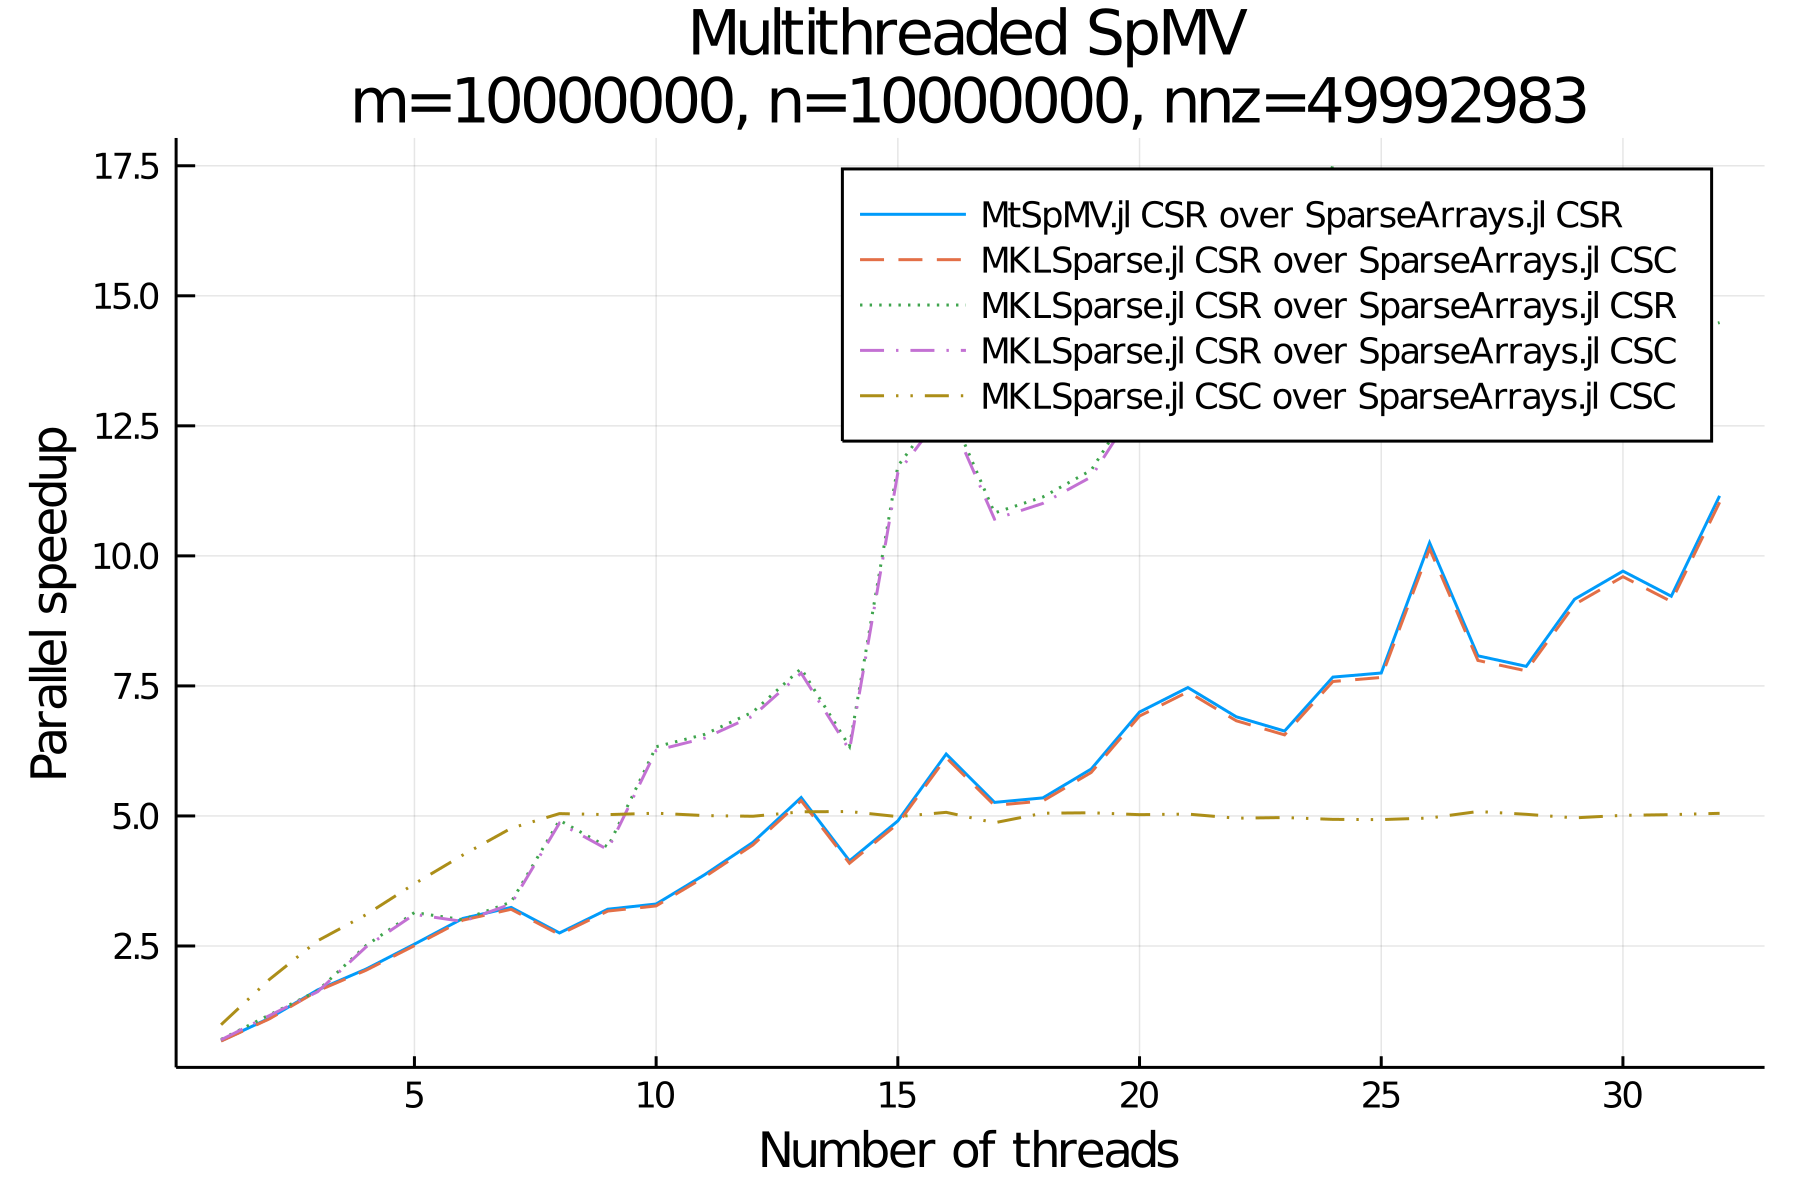 Multithreaded SpMV
m=10000000, n=10000000, nnz=49992983
17.5
15.0
12.5
10.0
7.5
5.0
2.5
Parallel speedup
MtSpMV.jl CSR over SparseArrays.jl CSR
MKLSparse.jl CSR over SparseArrays.jl CSC
MKLSparse.jl CSR over SparseArrays.jl CSR
MKLSparse.jl CSR over SparseArrays.jl CSC
MKLSparse.jl CSC over SparseArrays.jl CSC
5 10 15 20 25 30
Number of threads